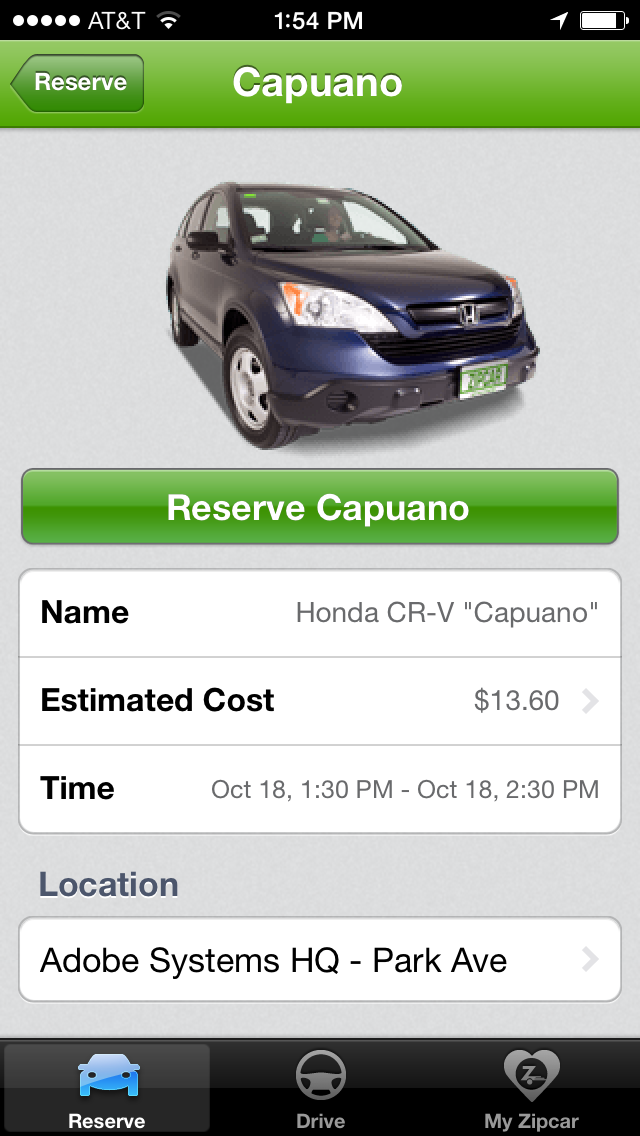 AT&T 1:54 PM
Reserve Capuano
ZIPCAR
Reserve Capuano
Name Honda CR-V "Capuano"
Estimated Cost $13.60
Time Oct 18, 1:30 PM - Oct 18, 2:30 PM
Location
Adobe Systems HQ - Park Ave
Reserve Drive My Zipcar